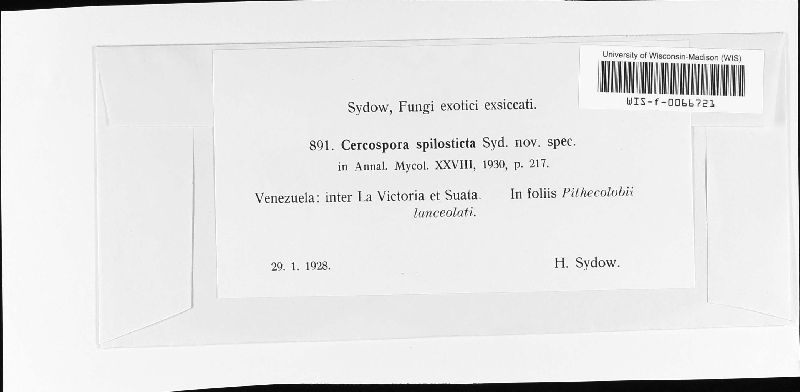 University of Wisconsin-Madison (WIS)
WIS-f-0066721
Sydow, Fungi exotici exsiccati.
891. Cercospora spilosticta Syd. nov. spec.
in Annal. Mycol. XXVIII, 1930, p. 217.
Venezuela: inter La Victoria et Suata. In foliis Pithecolobii
lanceolati.
29. 1. 1928. H. Sydow.